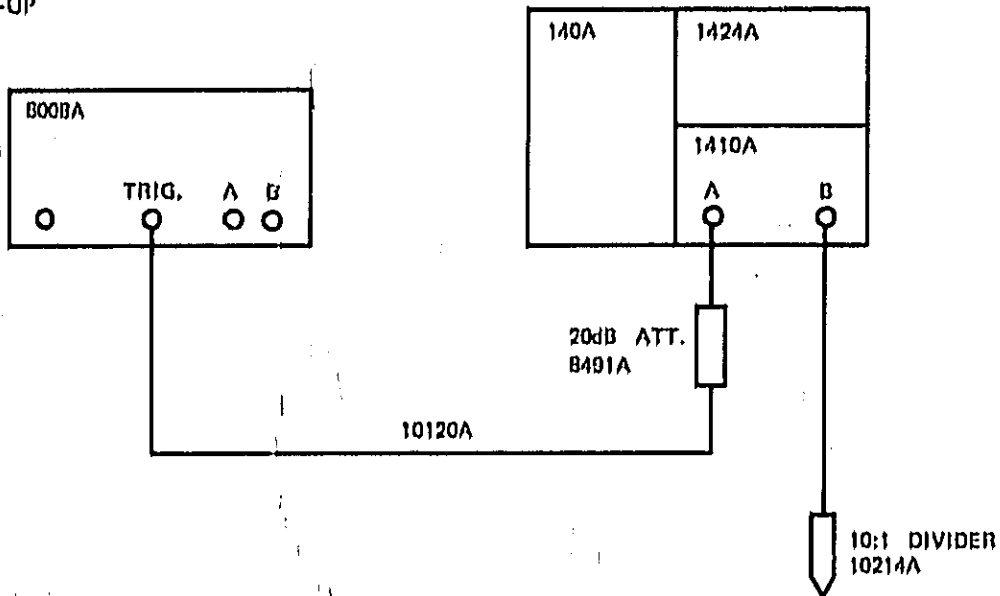 -UP
140A
1424A
8008A
1410A
TRIG. A B
A B
20dB ATT.
8491A
10120A
10:1 DIVIDER
10214A